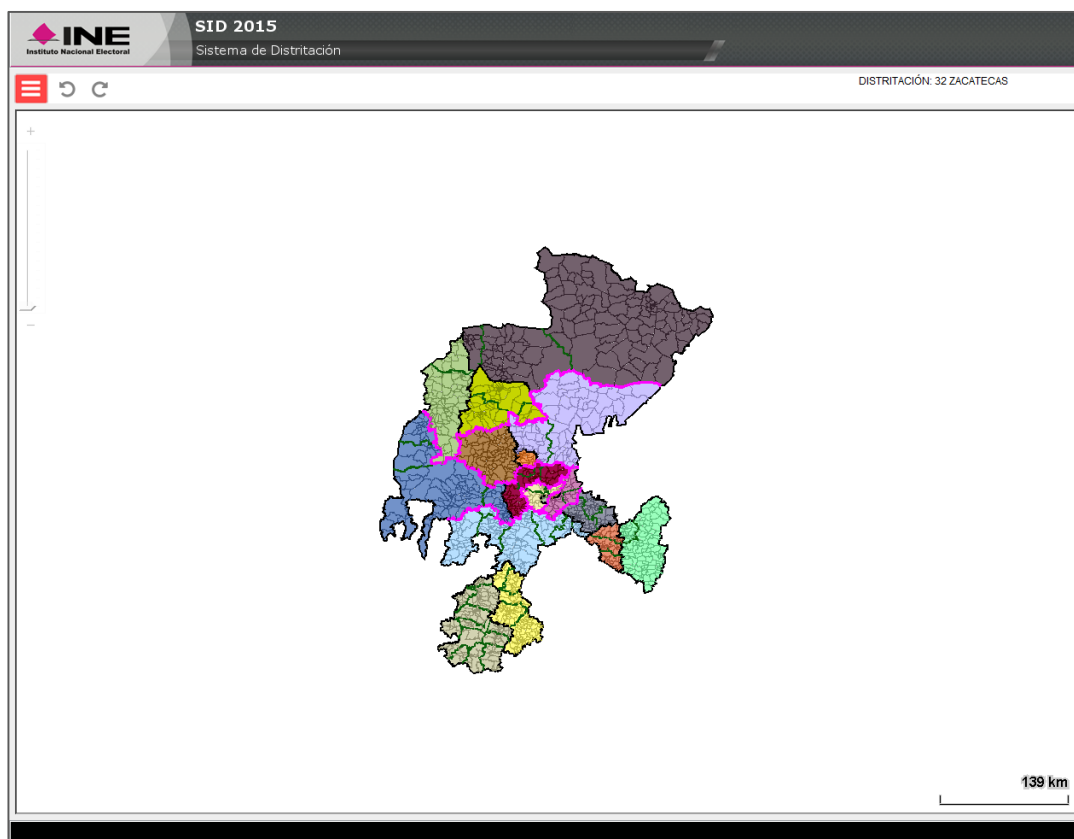 INE
Instituto Nacional Electoral
SID 2015
Sistema de Distritación
DISTRITACIÓN: 32 ZACATECAS
+
−
139 km